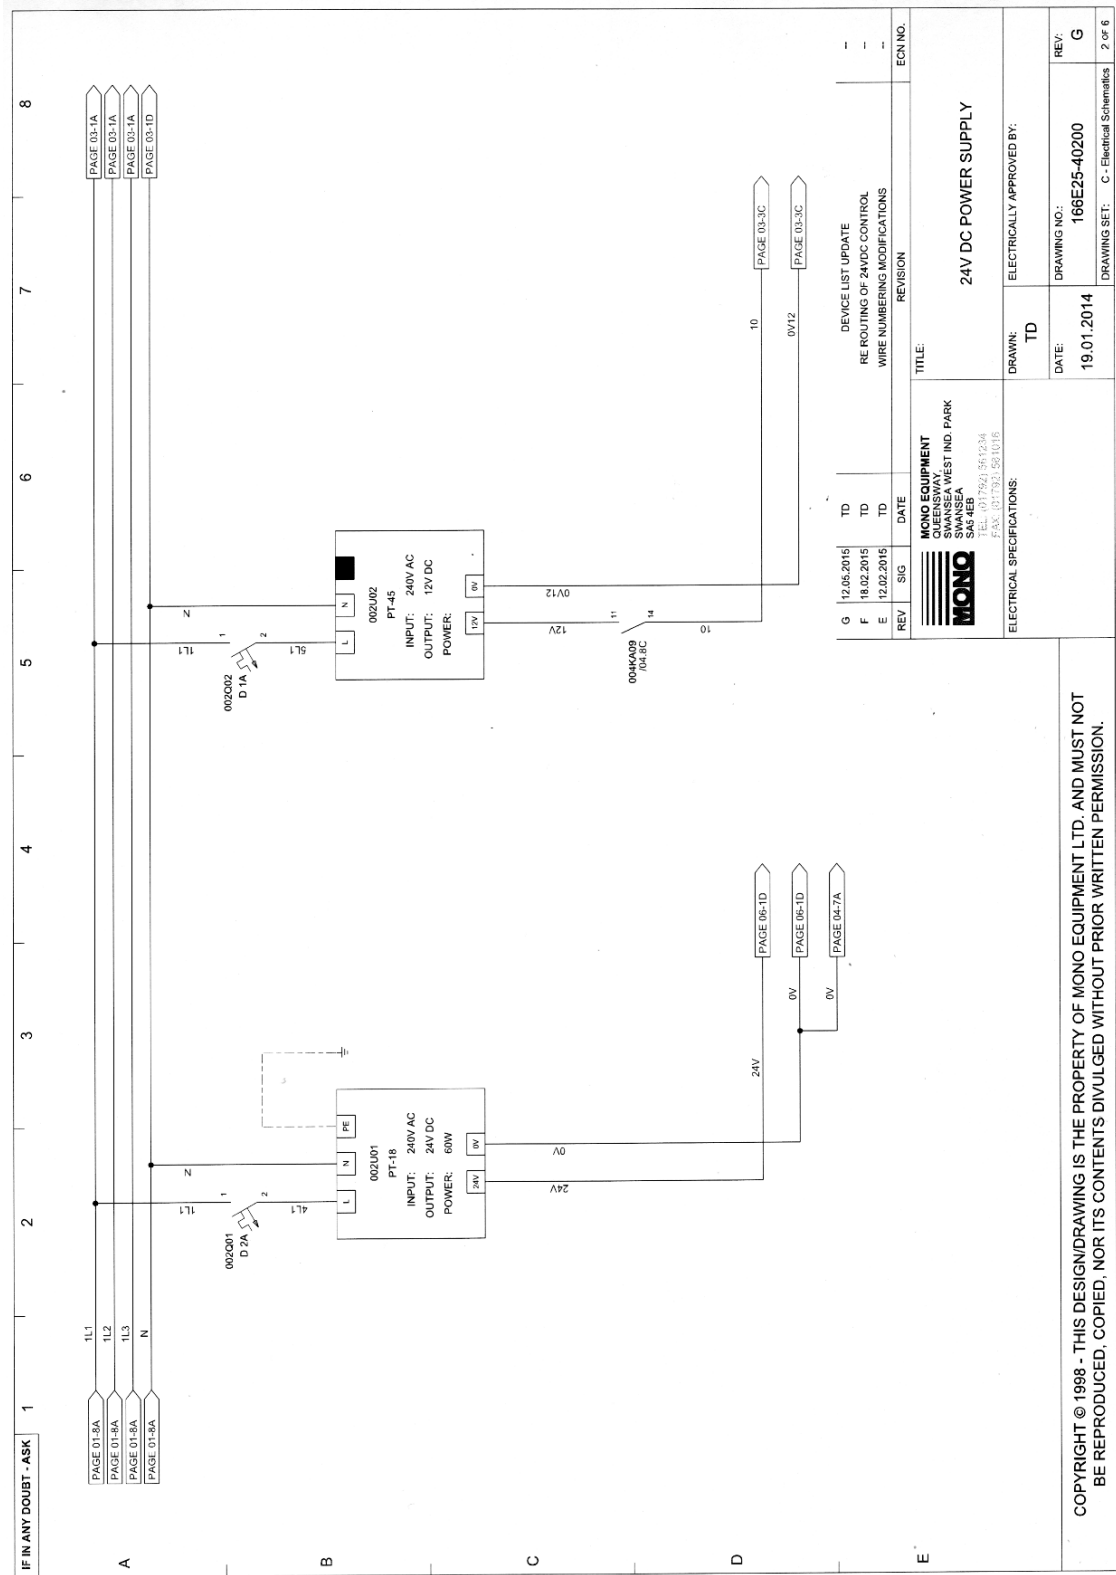 IF IN ANY DOUBT - ASK
1
2
3
4
5
6
7
8
A
B
C
D
E
PAGE 01-8A
PAGE 01-8A
PAGE 01-8A
PAGE 01-8A
1L1
1L2
1L3
N
PAGE 03-1A
PAGE 03-1A
PAGE 03-1A
PAGE 03-1D
1L1
N
002Q01
D 2A
1
2
4L1
L
N
PE
002U01
PT-18
INPUT: 240V AC
OUTPUT: 24V DC
POWER: 60W
24V
0V
24V
0V
24V
0V
0V
PAGE 06-1D
PAGE 06-1D
PAGE 04-7A
1L1
N
002Q02
D 1A
1
2
5L1
L
N
002U02
PT-45
INPUT: 240V AC
OUTPUT: 12V DC
POWER:
12V
0V
12V
0V12
004KA09
/04.8C
11
14
10
10
0V12
PAGE 03-3C
PAGE 03-3C
G 12.05.2015 TD DEVICE LIST UPDATE --
F 18.02.2015 TD RE ROUTING OF 24VDC CONTROL --
E 12.02.2015 TD WIRE NUMBERING MODIFICATIONS --
REV SIG DATE REVISION ECN NO.
MONO
MONO EQUIPMENT
QUEENSWAY,
SWANSEA WEST IND. PARK
SWANSEA
SA5 4EB
TEL: (01792) 561234
FAX: (01792) 561016
TITLE:
24V DC POWER SUPPLY
ELECTRICAL SPECIFICATIONS:
DRAWN:
TD
ELECTRICALLY APPROVED BY:
DATE:
19.01.2014
DRAWING NO.:
166E25-40200
REV:
G
DRAWING SET: C - Electrical Schematics 2 OF 6
COPYRIGHT © 1998 - THIS DESIGN/DRAWING IS THE PROPERTY OF MONO EQUIPMENT LTD. AND MUST NOT
BE REPRODUCED, COPIED, NOR ITS CONTENTS DIVULGED WITHOUT PRIOR WRITTEN PERMISSION.